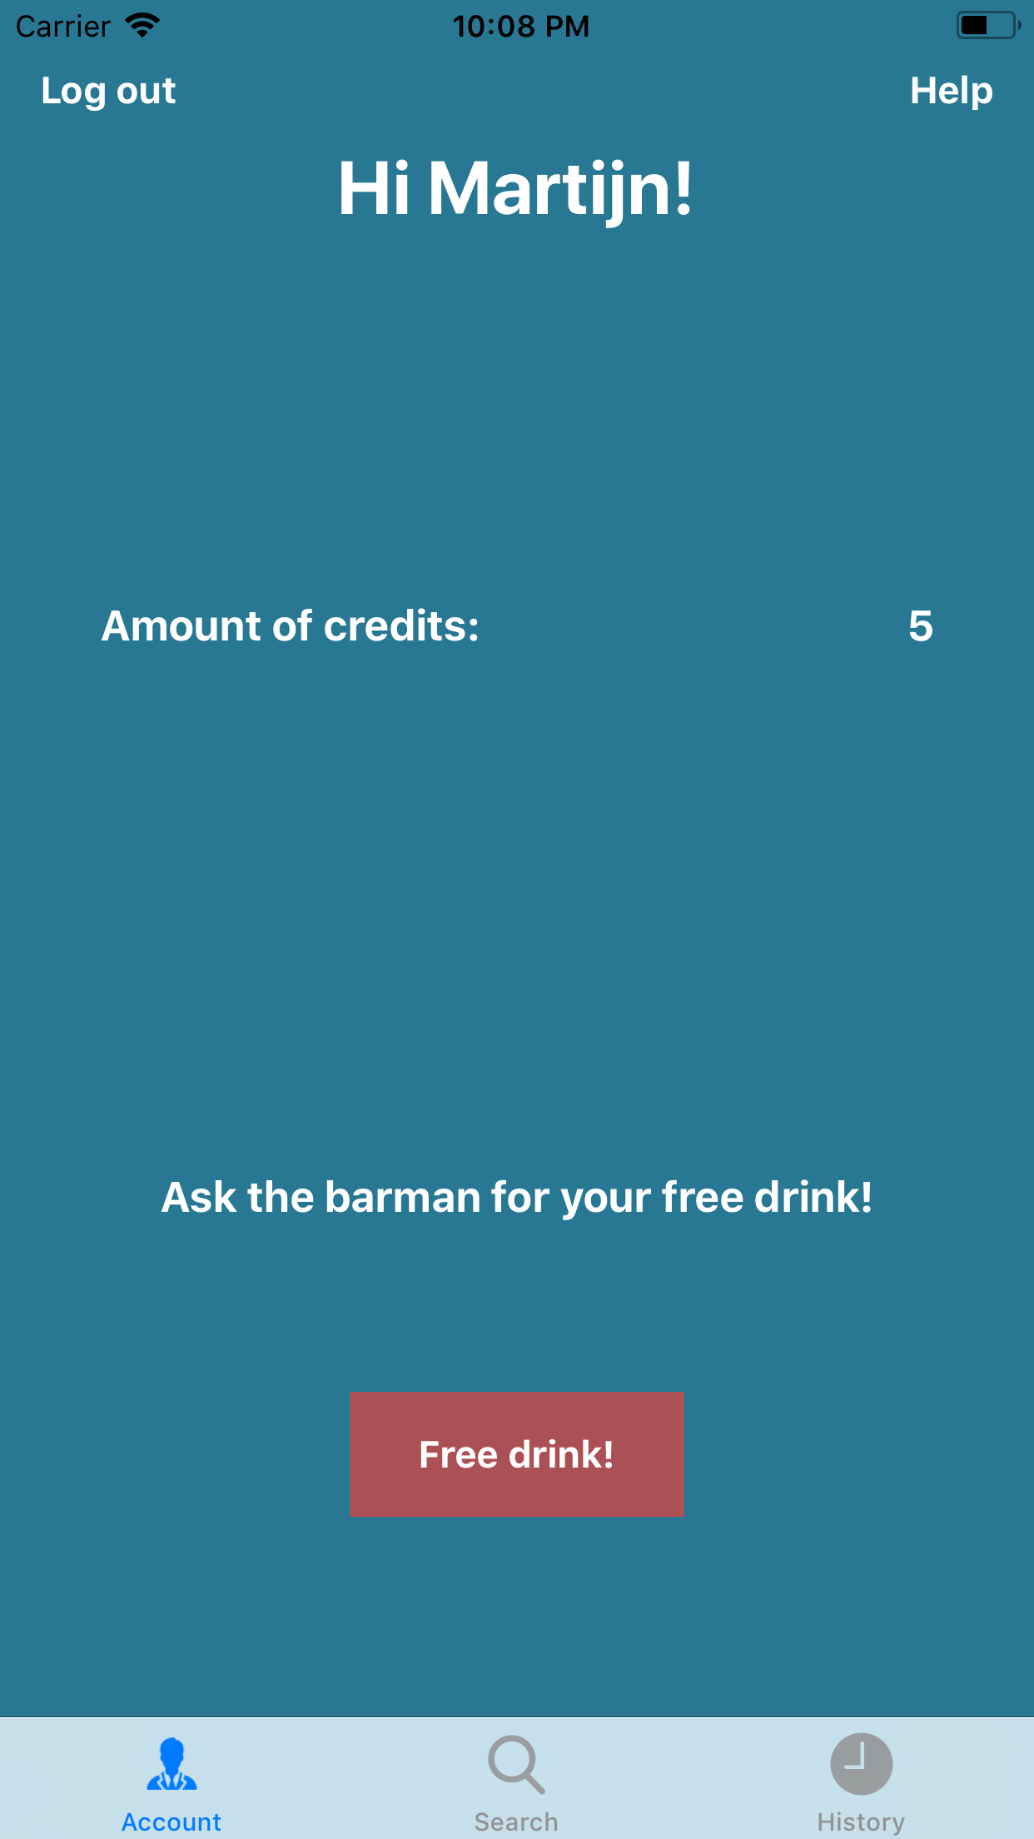 Carrier 10:08 PM
Log out Help
Hi Martijn!
Amount of credits: 5
Ask the barman for your free drink!
Free drink!
Account Search History